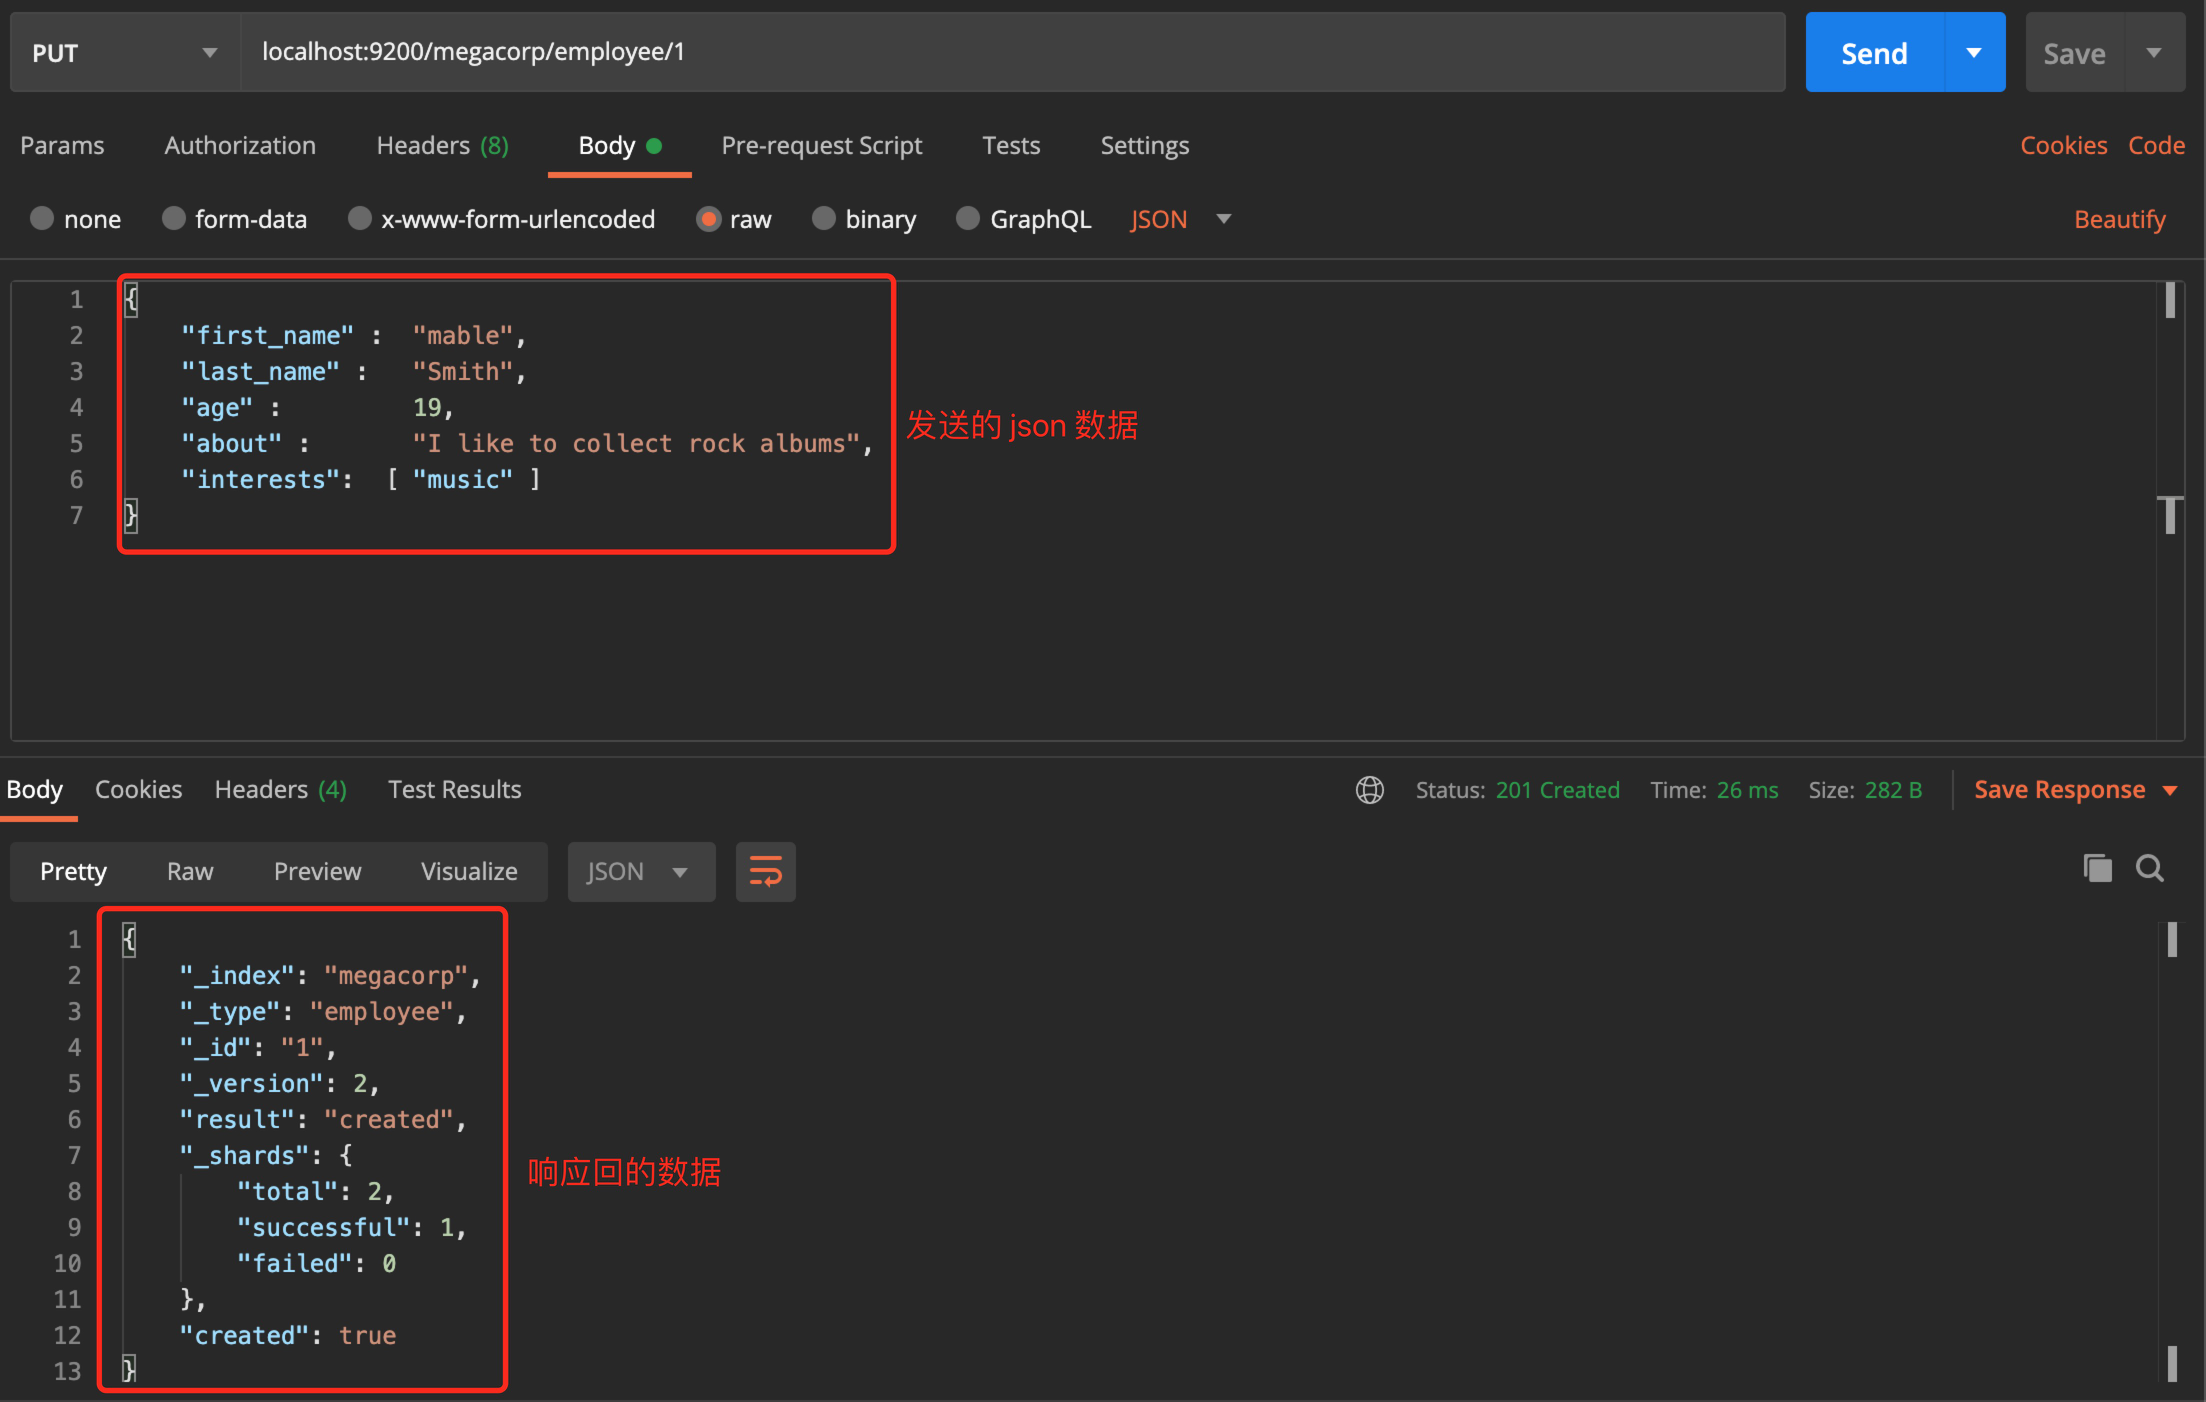 PUT localhost:9200/megacorp/employee/1 Send Save
Params Authorization Headers (8) Body Pre-request Script Tests Settings Cookies Code
none form-data x-www-form-urlencoded raw binary GraphQL JSON Beautify
1 {
2 "first_name" : "mable",
3 "last_name" : "Smith",
4 "age" : 19,
5 "about" : "I like to collect rock albums",
6 "interests": [ "music" ]
7 }
发送的 json 数据
Body Cookies Headers (4) Test Results Status: 201 Created Time: 26 ms Size: 282 B Save Response
Pretty Raw Preview Visualize JSON
1 {
2 "_index": "megacorp",
3 "_type": "employee",
4 "_id": "1",
5 "_version": 2,
6 "result": "created",
7 "_shards": {
8 "total": 2,
9 "successful": 1,
10 "failed": 0
11 },
12 "created": true
13 }
响应回的数据